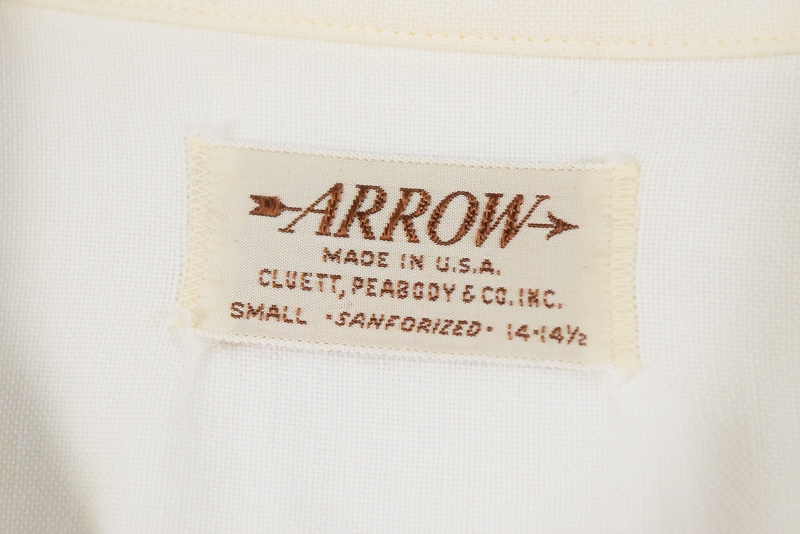 ARROW
MADE IN U.S.A.
CLUETT, PEABODY & CO. INC.
SMALL •SANFORIZED• 14-14½